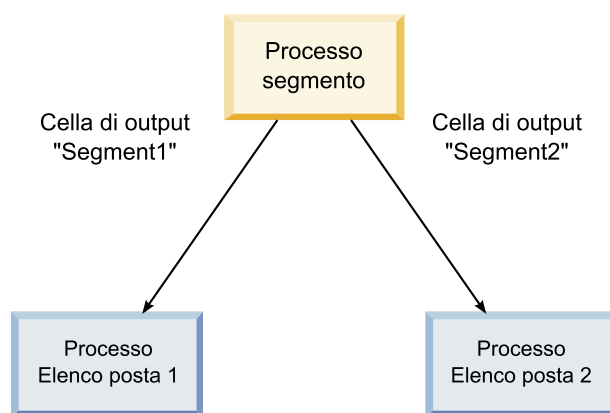 Processo
segmento
Cella di output
"Segment1"
Cella di output
"Segment2"
Processo
Elenco posta 1
Processo
Elenco posta 2